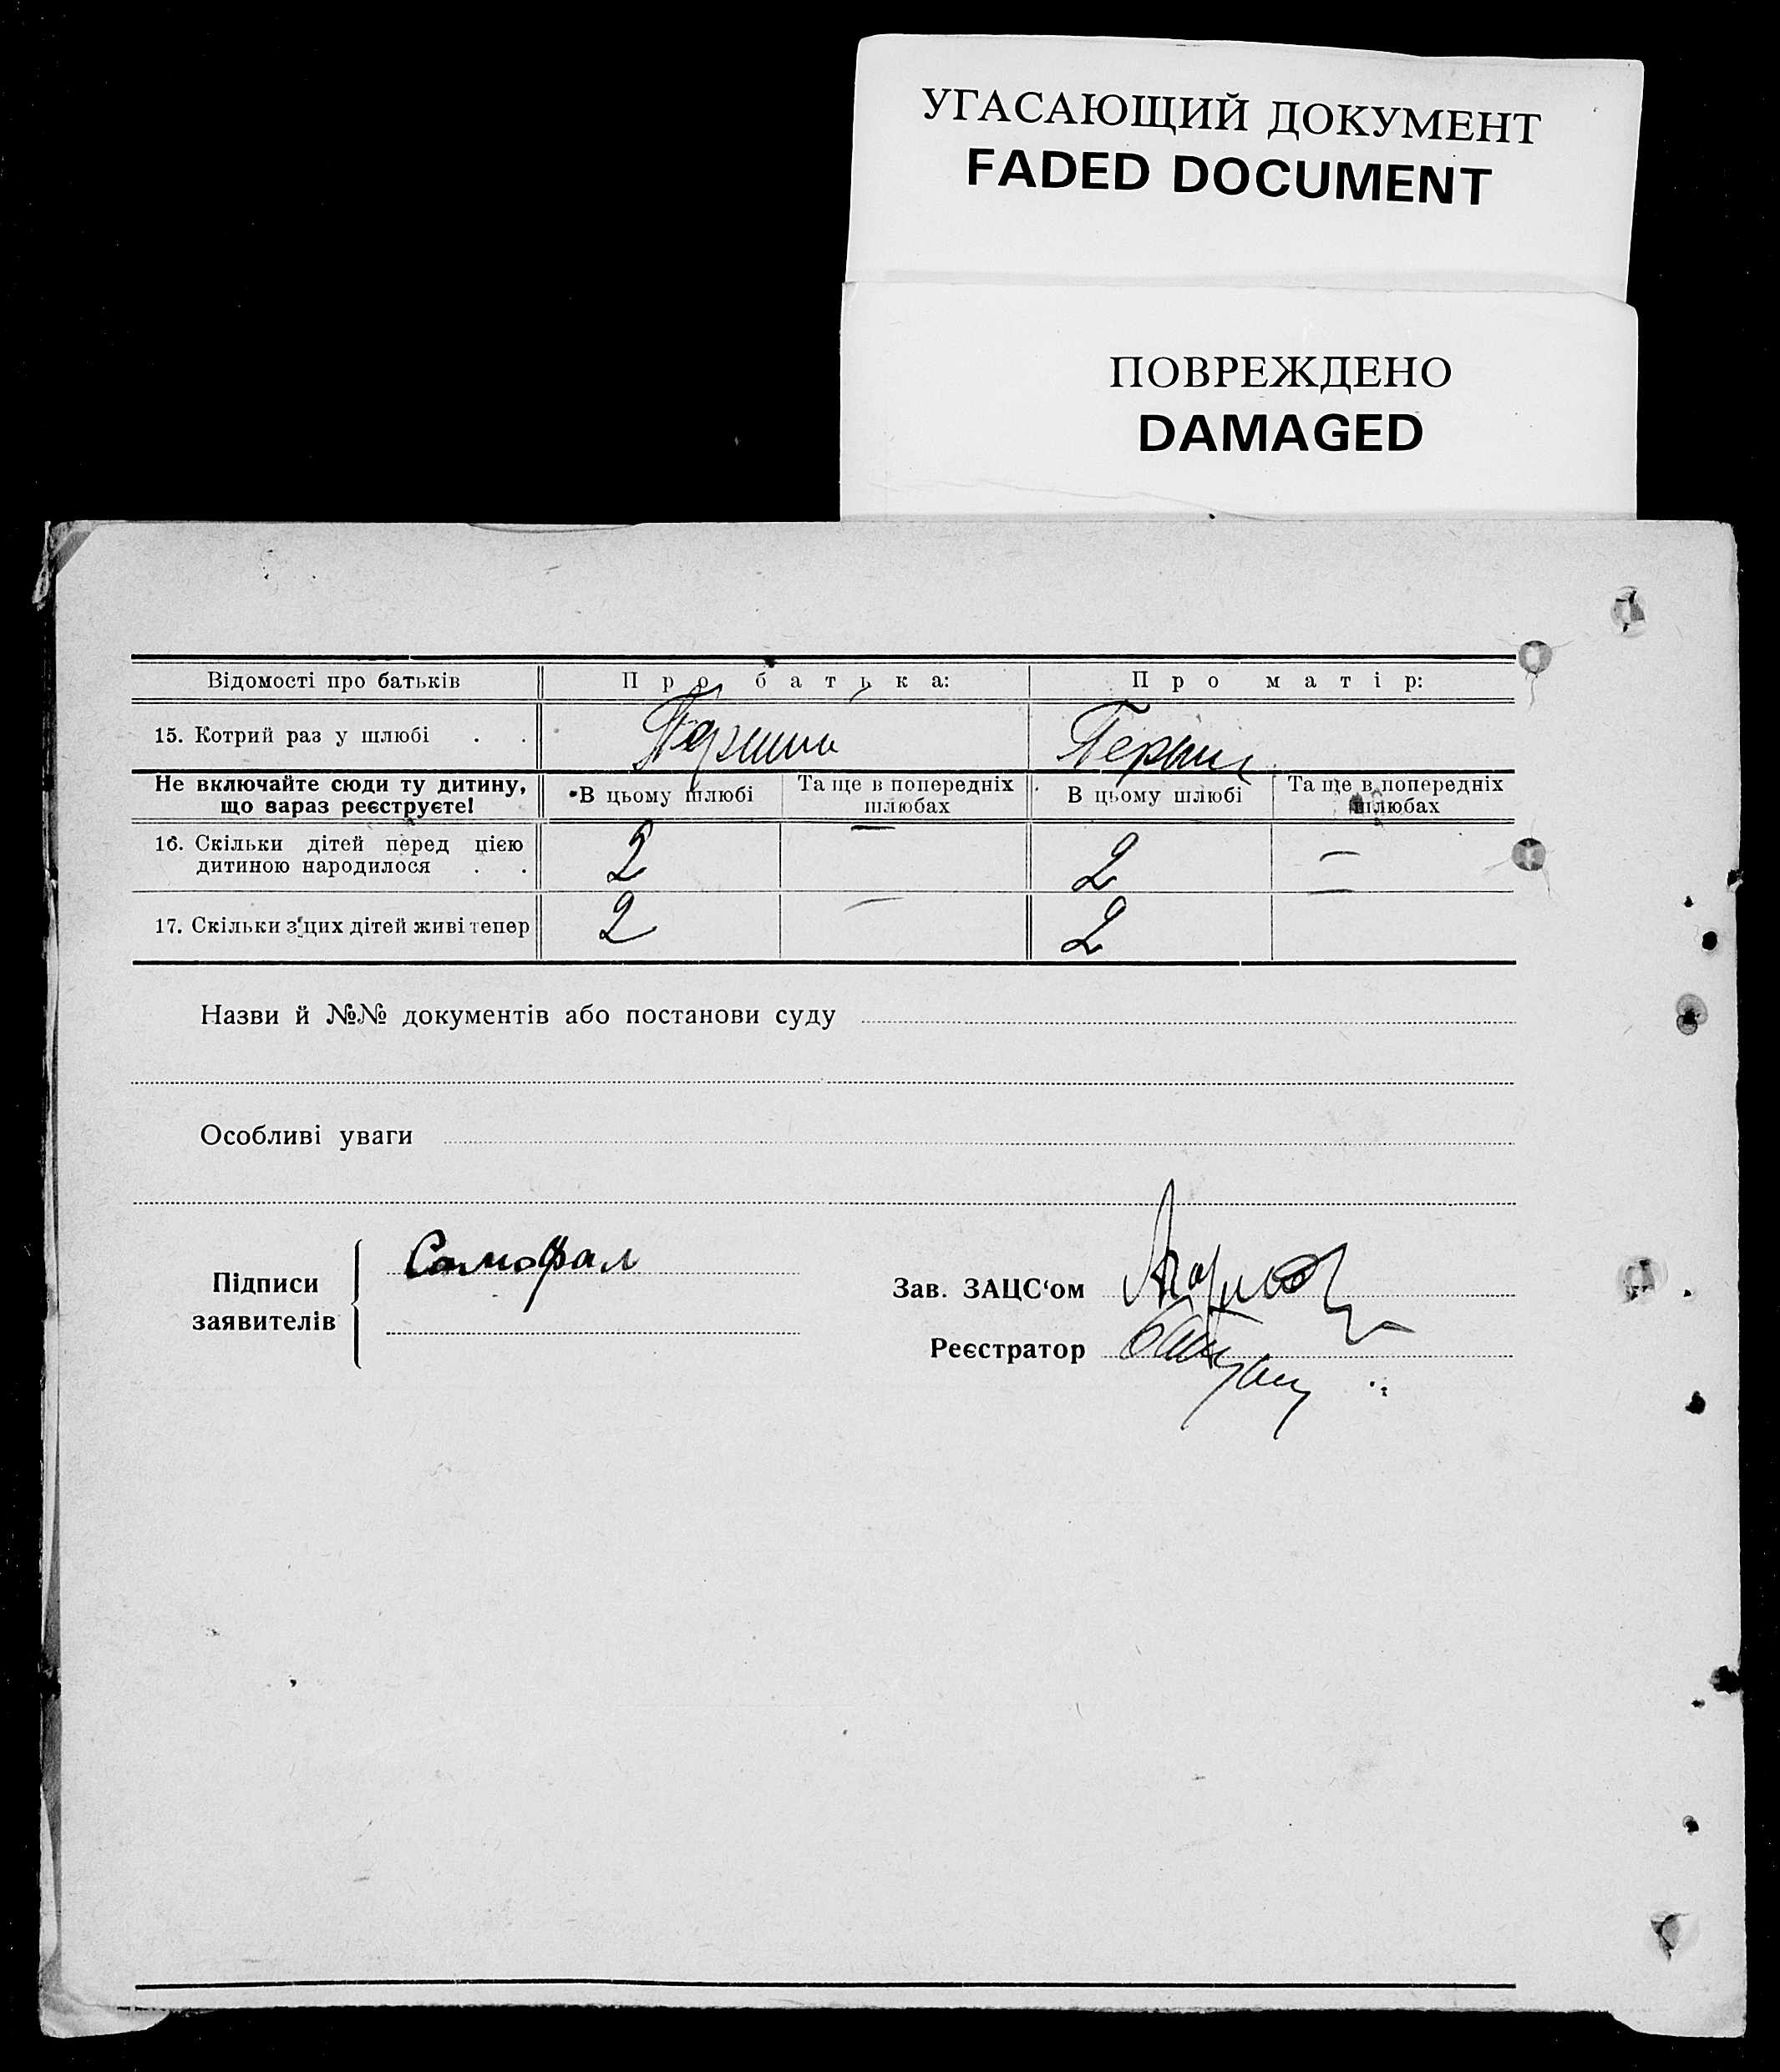 УГАСАЮЩИЙ ДОКУМЕНТ
FADED DOCUMENT
ПОВРЕЖДЕНО
DAMAGED
Відомості про батьків Про батька: Про матір:
15. Котрий раз у шлюбі . . Перший Перший
Не включайте сюди ту дитину, що вараз реєструєте! В цьому шлюбі Та ще в попередніх шлюбах В цьому шлюбі Та ще в попередніх шлюбах
16. Скільки дітей перед цією дитиною народилося . . 2 — 2 —
17. Скільки з цих дітей живі тепер 2 — 2 —
Назви й №№ документів або постанови суду
Особливі уваги
Підписи заявителів
Самофал
Зав. ЗАЦС‘ом
Реєстратор